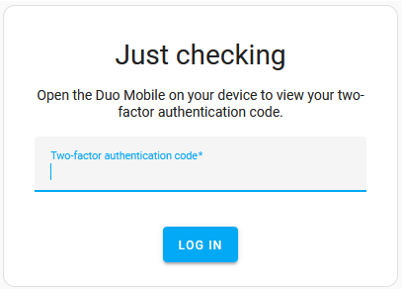 Just checking
Open the Duo Mobile on your device to view your two-
factor authentication code.
Two-factor authentication code*
LOG IN